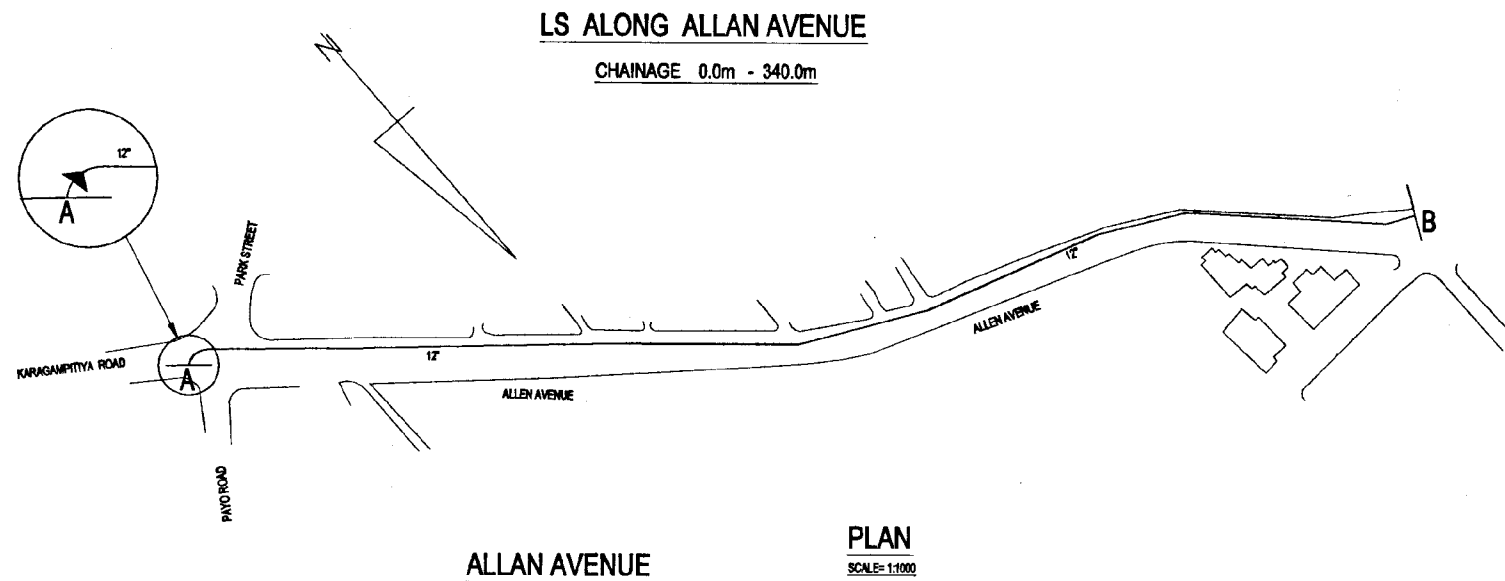 LS ALONG ALLAN AVENUE
CHAINAGE 0.0m - 340.0m
N
12"
A
B
PARK STREET
12"
ALLEN AVENUE
KARAGAMPITIYA ROAD
A
12"
ALLEN AVENUE
PAYO ROAD
ALLAN AVENUE
PLAN
SCALE= 1:1000